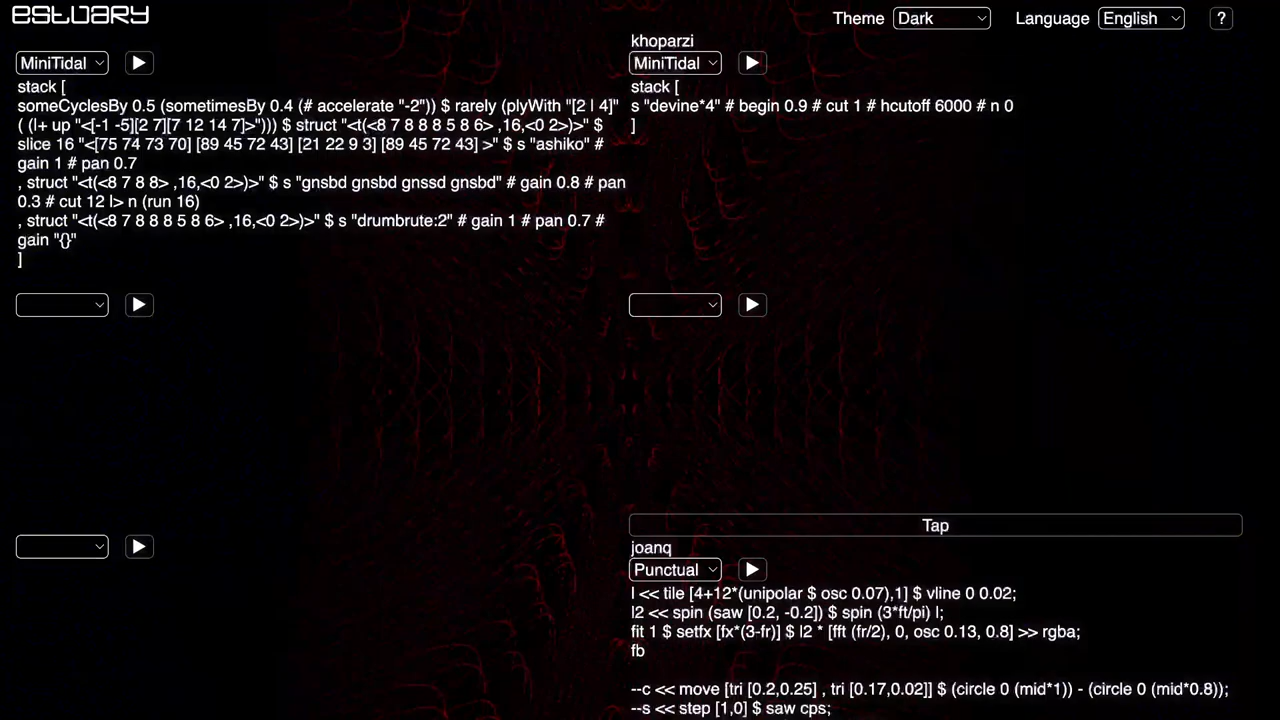 estuary
Theme Dark Language English ?
MiniTidal
stack [
someCyclesBy 0.5 (sometimesBy 0.4 (# accelerate "-2")) $ rarely (plyWith "[2 | 4]"
( (|+ up "<[-1 -5][2 7][7 12 14 7]>"))) $ struct "<t(<8 7 8 8 8 5 8 6> ,16,<0 2>)>" $
slice 16 "<[75 74 73 70] [89 45 72 43] [21 22 9 3] [89 45 72 43] >" $ s "ashiko" #
gain 1 # pan 0.7
, struct "<t(<8 7 8 8> ,16,<0 2>)>" $ s "gnsbd gnsbd gnssd gnsbd" # gain 0.8 # pan
0.3 # cut 12 |> n (run 16)
, struct "<t(<8 7 8 8 8 5 8 6> ,16,<0 2>)>" $ s "drumbrute:2" # gain 1 # pan 0.7 #
gain "{}"
]
khoparzi
MiniTidal
stack [
s "devine*4" # begin 0.9 # cut 1 # hcutoff 6000 # n 0
]
Tap
joanq
Punctual
l << tile [4+12*(unipolar $ osc 0.07),1] $ vline 0 0.02;
l2 << spin (saw [0.2, -0.2]) $ spin (3*ft/pi) l;
fit 1 $ setfx [fx*(3-fr)] $ l2 * [fft (fr/2), 0, osc 0.13, 0.8] >> rgba;
fb
--c << move [tri [0.2,0.25] , tri [0.17,0.02]] $ (circle 0 (mid*1)) - (circle 0 (mid*0.8));
--s << step [1,0] $ saw cps;